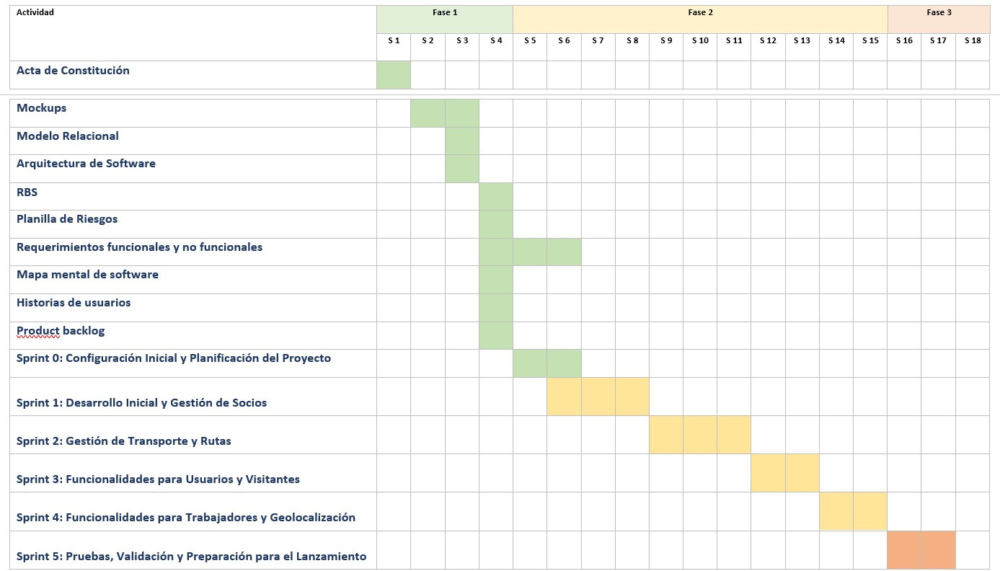 Actividad Fase 1 Fase 2 Fase 3
S 1 S 2 S 3 S 4 S 5 S 6 S 7 S 8 S 9 S 10 S 11 S 12 S 13 S 14 S 15 S 16 S 17 S 18
Acta de Constitución
Mockups
Modelo Relacional
Arquitectura de Software
RBS
Planilla de Riesgos
Requerimientos funcionales y no funcionales
Mapa mental de software
Historias de usuarios
Product backlog
Sprint 0: Configuración Inicial y Planificación del Proyecto
Sprint 1: Desarrollo Inicial y Gestión de Socios
Sprint 2: Gestión de Transporte y Rutas
Sprint 3: Funcionalidades para Usuarios y Visitantes
Sprint 4: Funcionalidades para Trabajadores y Geolocalización
Sprint 5: Pruebas, Validación y Preparación para el Lanzamiento